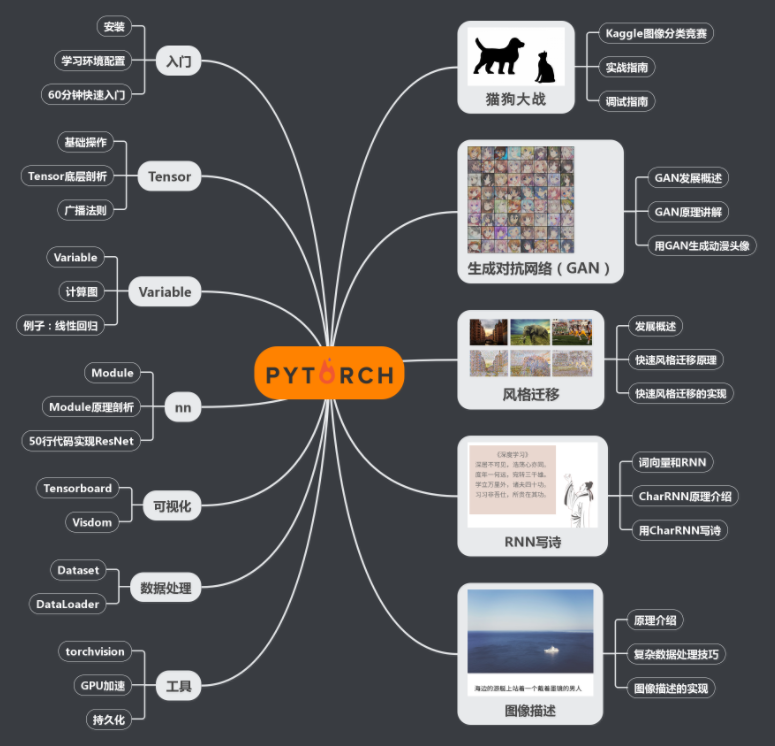 安装
学习环境配置
60分钟快速入门
入门
基础操作
Tensor底层剖析
广播法则
Tensor
Variable
计算图
例子：线性回归
Variable
Module
Module原理剖析
50行代码实现ResNet
nn
Tensorboard
Visdom
可视化
Dataset
DataLoader
数据处理
torchvision
GPU加速
持久化
工具
PYTORCH
猫狗大战
Kaggle图像分类竞赛
实战指南
调试指南
生成对抗网络（GAN）
GAN发展概述
GAN原理讲解
用GAN生成动漫头像
风格迁移
发展概述
快速风格迁移原理
快速风格迁移的实现
《深度学习》
深居不可见，浩荡心亦同。
RNN写诗
词向量和RNN
CharRNN原理介绍
用CharRNN写诗
海边的游艇上站着一个戴着墨镜的男人
图像描述
原理介绍
复杂数据处理技巧
图像描述的实现